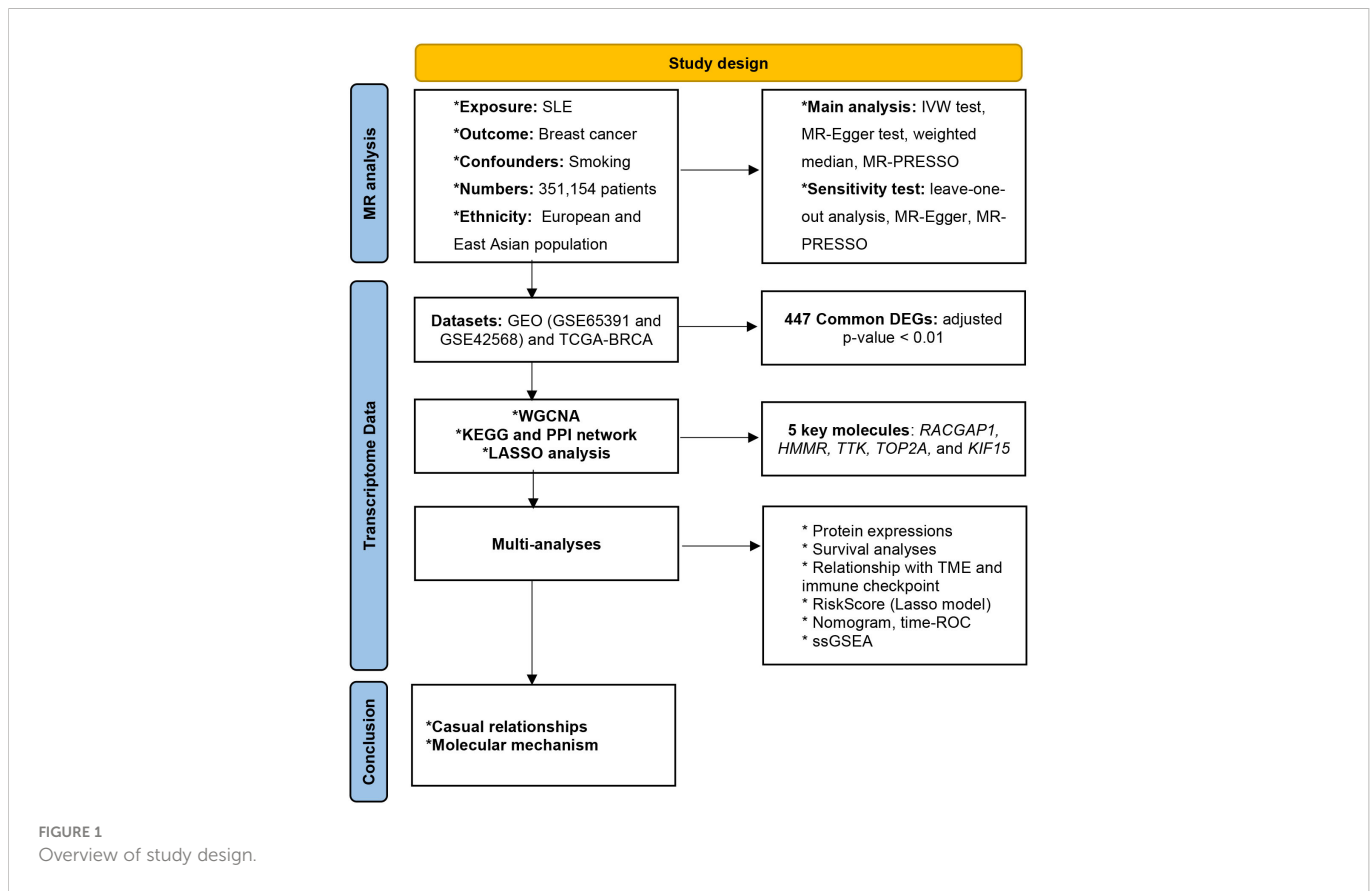 Study design
MR analysis
*Exposure: SLE
*Outcome: Breast cancer
*Confounders: Smoking
*Numbers: 351,154 patients
*Ethnicity: European and
East Asian population
*Main analysis: IVW test,
MR-Egger test, weighted
median, MR-PRESSO
*Sensitivity test: leave-one-
out analysis, MR-Egger, MR-
PRESSO
Transcriptome Data
Datasets: GEO (GSE65391 and
GSE42568) and TCGA-BRCA
447 Common DEGs: adjusted
p-value < 0.01
*WGCNA
*KEGG and PPI network
*LASSO analysis
5 key molecules: RACGAP1,
HMMR, TTK, TOP2A, and KIF15
Multi-analyses
* Protein expressions
* Survival analyses
* Relationship with TME and
immune checkpoint
* RiskScore (Lasso model)
* Nomogram, time-ROC
* ssGSEA
Conclusion
*Casual relationships
*Molecular mechanism
FIGURE 1
Overview of study design.